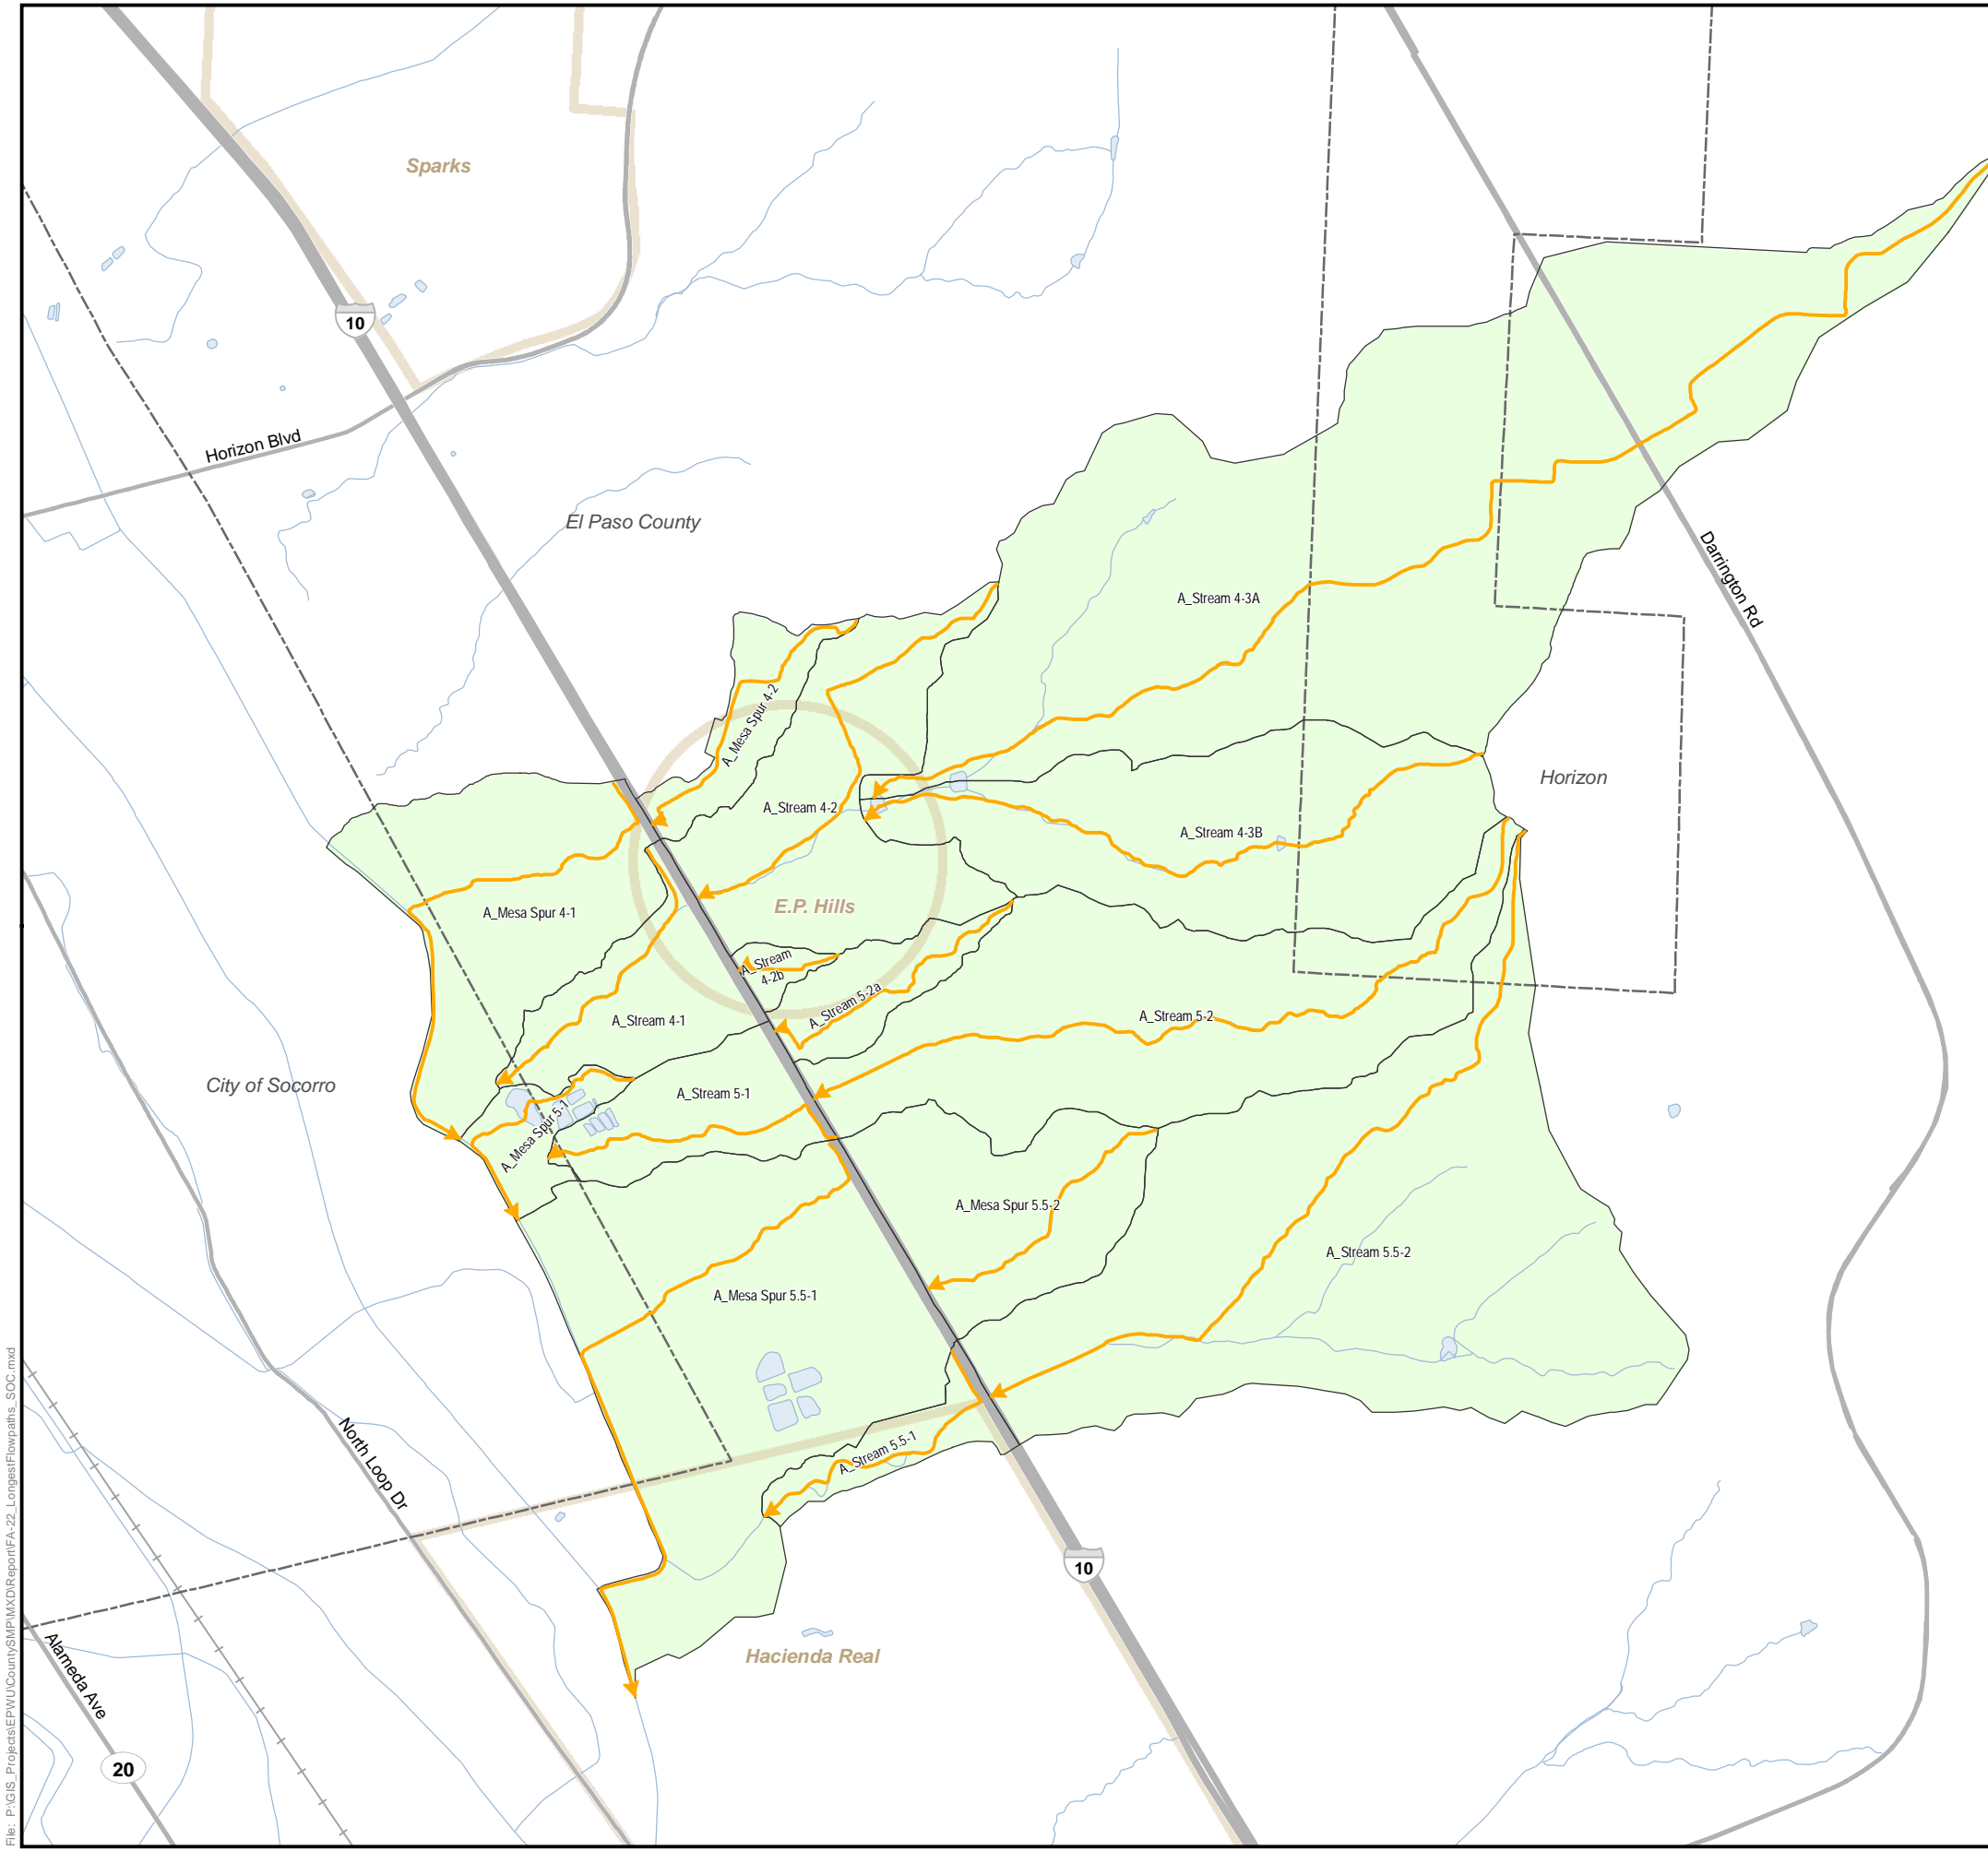 Sparks
10
Horizon Blvd
El Paso County
A_Stream 4-3A
Darrington Rd
A_Mesa Spur 4-2
Horizon
A_Stream 4-2
A_Stream 4-3B
E.P. Hills
A_Mesa Spur 4-1
A_Stream
4-2b
A_Stream 5-2a
A_Stream 4-1
A_Stream 5-2
City of Socorro
A_Stream 5-1
A_Mesa Spur 5-1
A_Mesa Spur 5.5-2
A_Stream 5.5-2
A_Mesa Spur 5.5-1
A_Stream 5.5-1
North Loop Dr
10
Hacienda Real
Alameda Ave
20
File: P:\GIS_Projects\EPWU\CountySMP\MXD\Report\FA-22_LongestFlowpaths_SOC.mxd